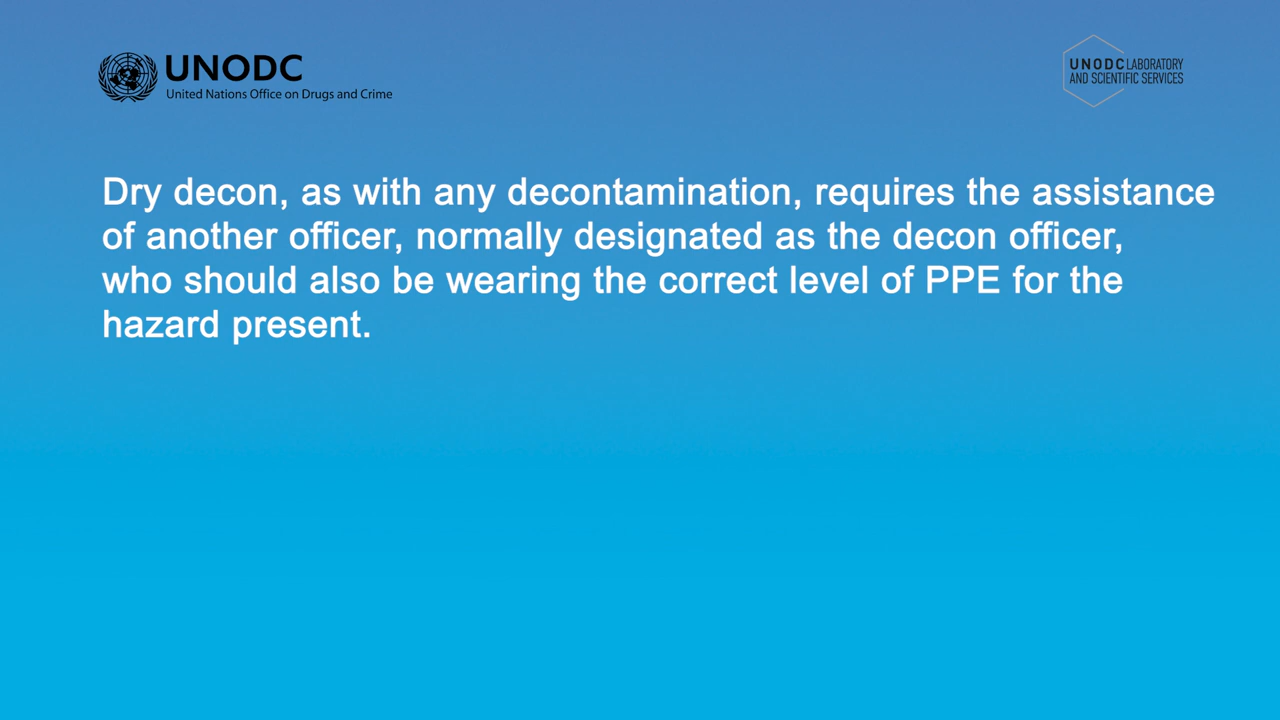 UNODC
United Nations Office on Drugs and Crime
UNODC LABORATORY
AND SCIENTIFIC SERVICES
Dry decon, as with any decontamination, requires the assistance
of another officer, normally designated as the decon officer,
who should also be wearing the correct level of PPE for the
hazard present.